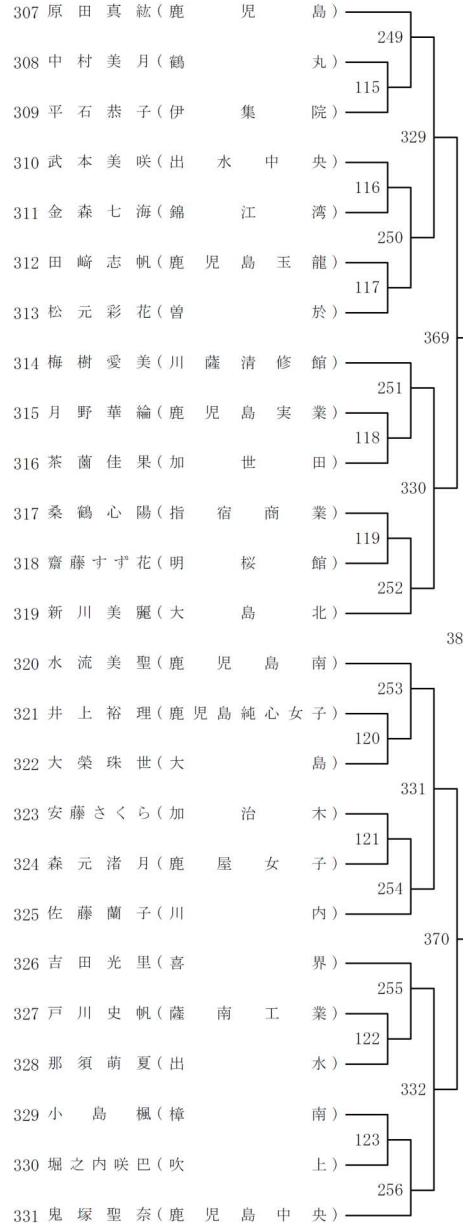 307 原田真紘(鹿児島)
249
308 中村美月(鶴丸)
115
309 平石恭子(伊集院)
329
310 武本美咲(出水中央)
116
311 金森七海(錦江湾)
250
312 田﨑志帆(鹿児島玉龍)
117
313 松元彩花(曽於)
369
314 梅樹愛美(川薩清修館)
251
315 月野華綸(鹿児島実業)
118
316 茶薗佳果(加世田)
330
317 桑鶴心陽(指宿商業)
119
318 齋藤すず花(明桜館)
252
319 新川美麗(大島北)
38
320 水流美聖(鹿児島南)
253
321 井上裕理(鹿児島純心女子)
120
322 大榮珠世(大島)
331
323 安藤さくら(加治木)
121
324 森元渚月(鹿屋女子)
254
325 佐藤蘭子(川内)
370
326 吉田光里(喜界)
255
327 戸川史帆(薩南工業)
122
328 那須萌夏(出水)
332
329 小島楓(樟南)
123
330 堀之内咲巴(吹上)
256
331 鬼塚聖奈(鹿児島中央)